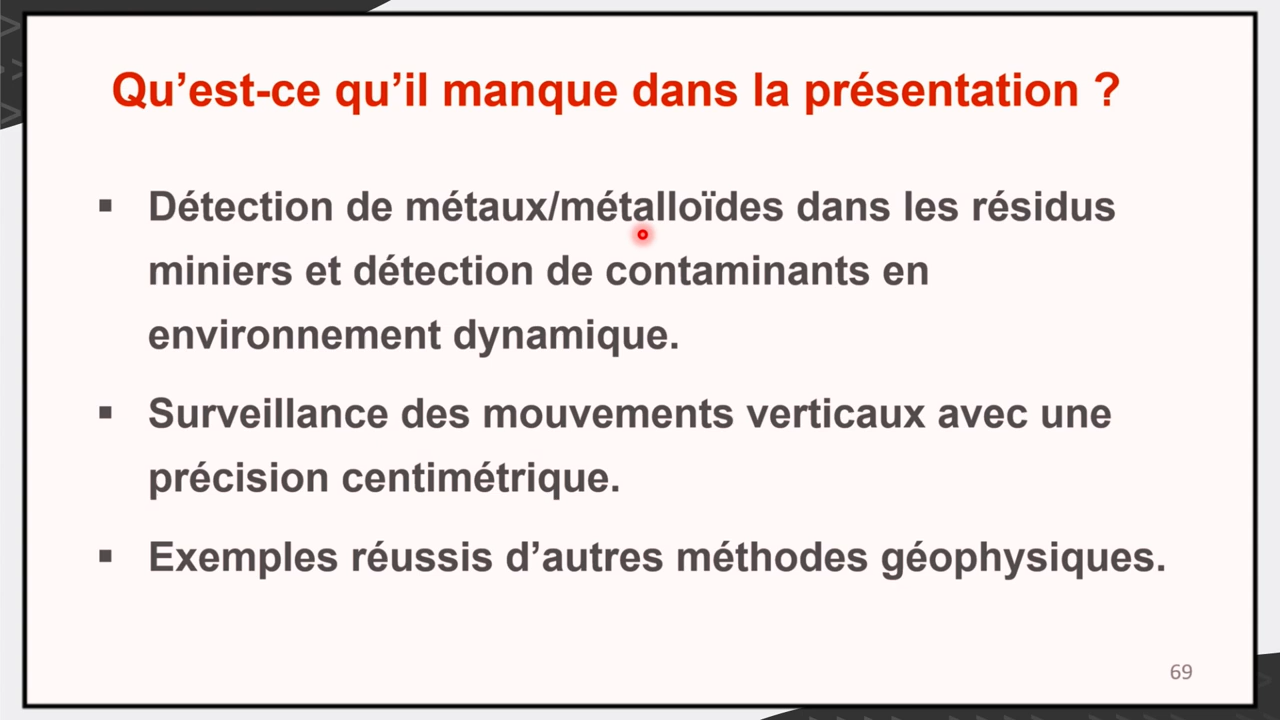 Qu’est-ce qu’il manque dans la présentation ?
▪ Détection de métaux/métalloïdes dans les résidus
miniers et détection de contaminants en
environnement dynamique.
▪ Surveillance des mouvements verticaux avec une
précision centimétrique.
▪ Exemples réussis d’autres méthodes géophysiques.
69